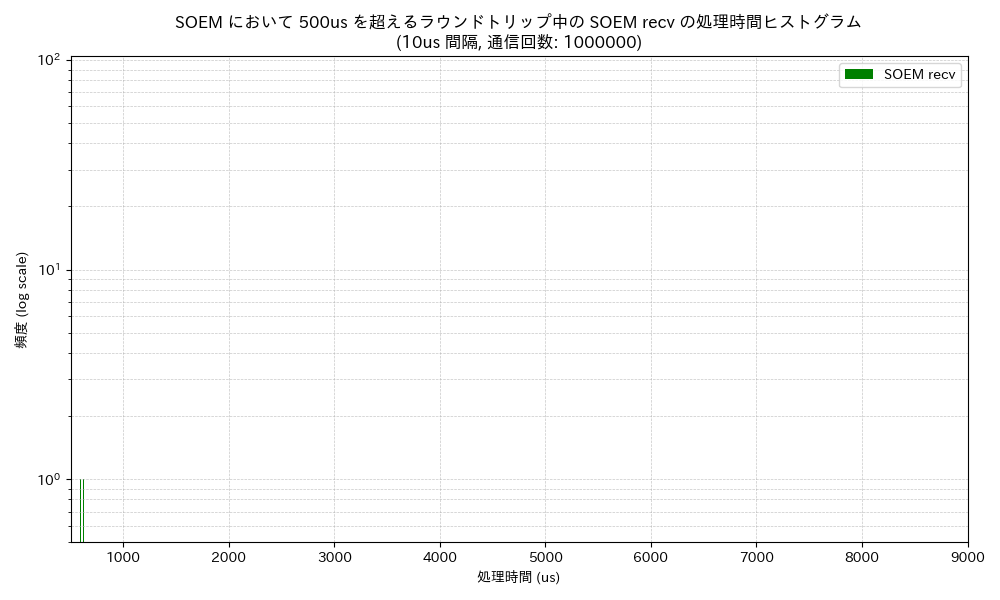 SOEM において 500us を超えるラウンドトリップ中の SOEM recv の処理時間ヒストグラム
(10us 間隔, 通信回数: 1000000)
SOEM recv
頻度 (log scale)
10²
10¹
10⁰
1000 2000 3000 4000 5000 6000 7000 8000 9000
処理時間 (us)